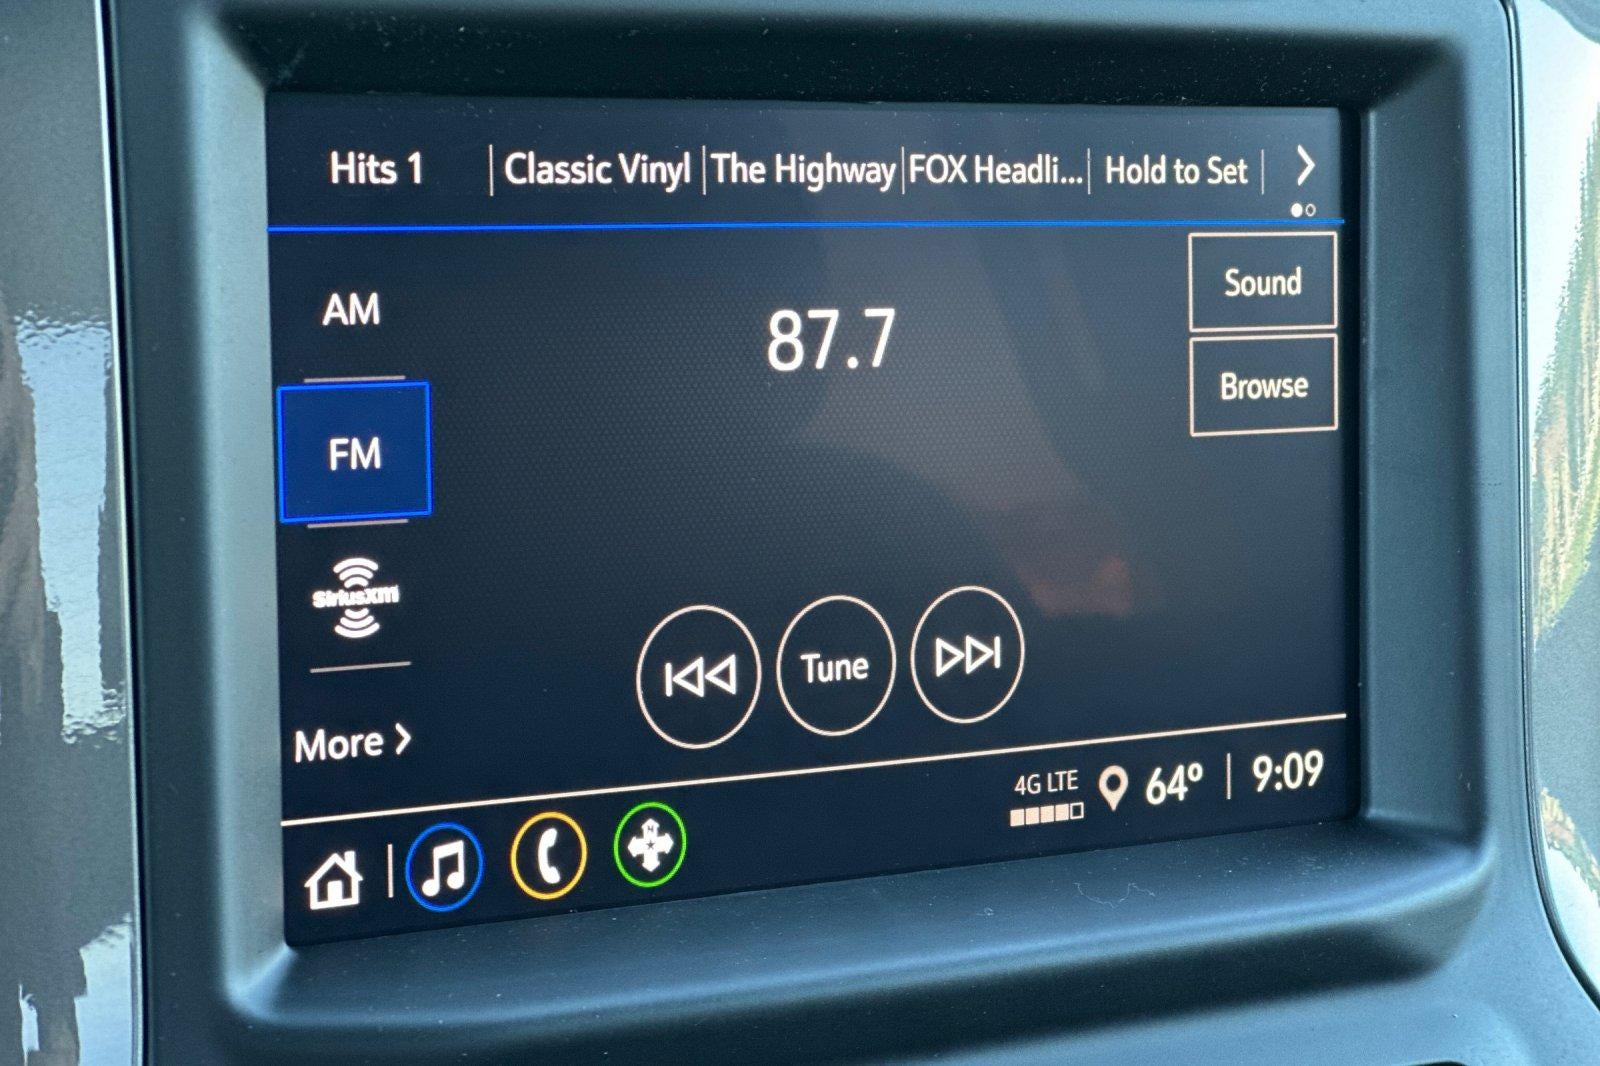 Hits 1 Classic Vinyl The Highway FOX Headli... Hold to Set
Sound
AM
87.7
Browse
FM
SiriusXM
Tune
More
4G LTE 64° 9:09
N